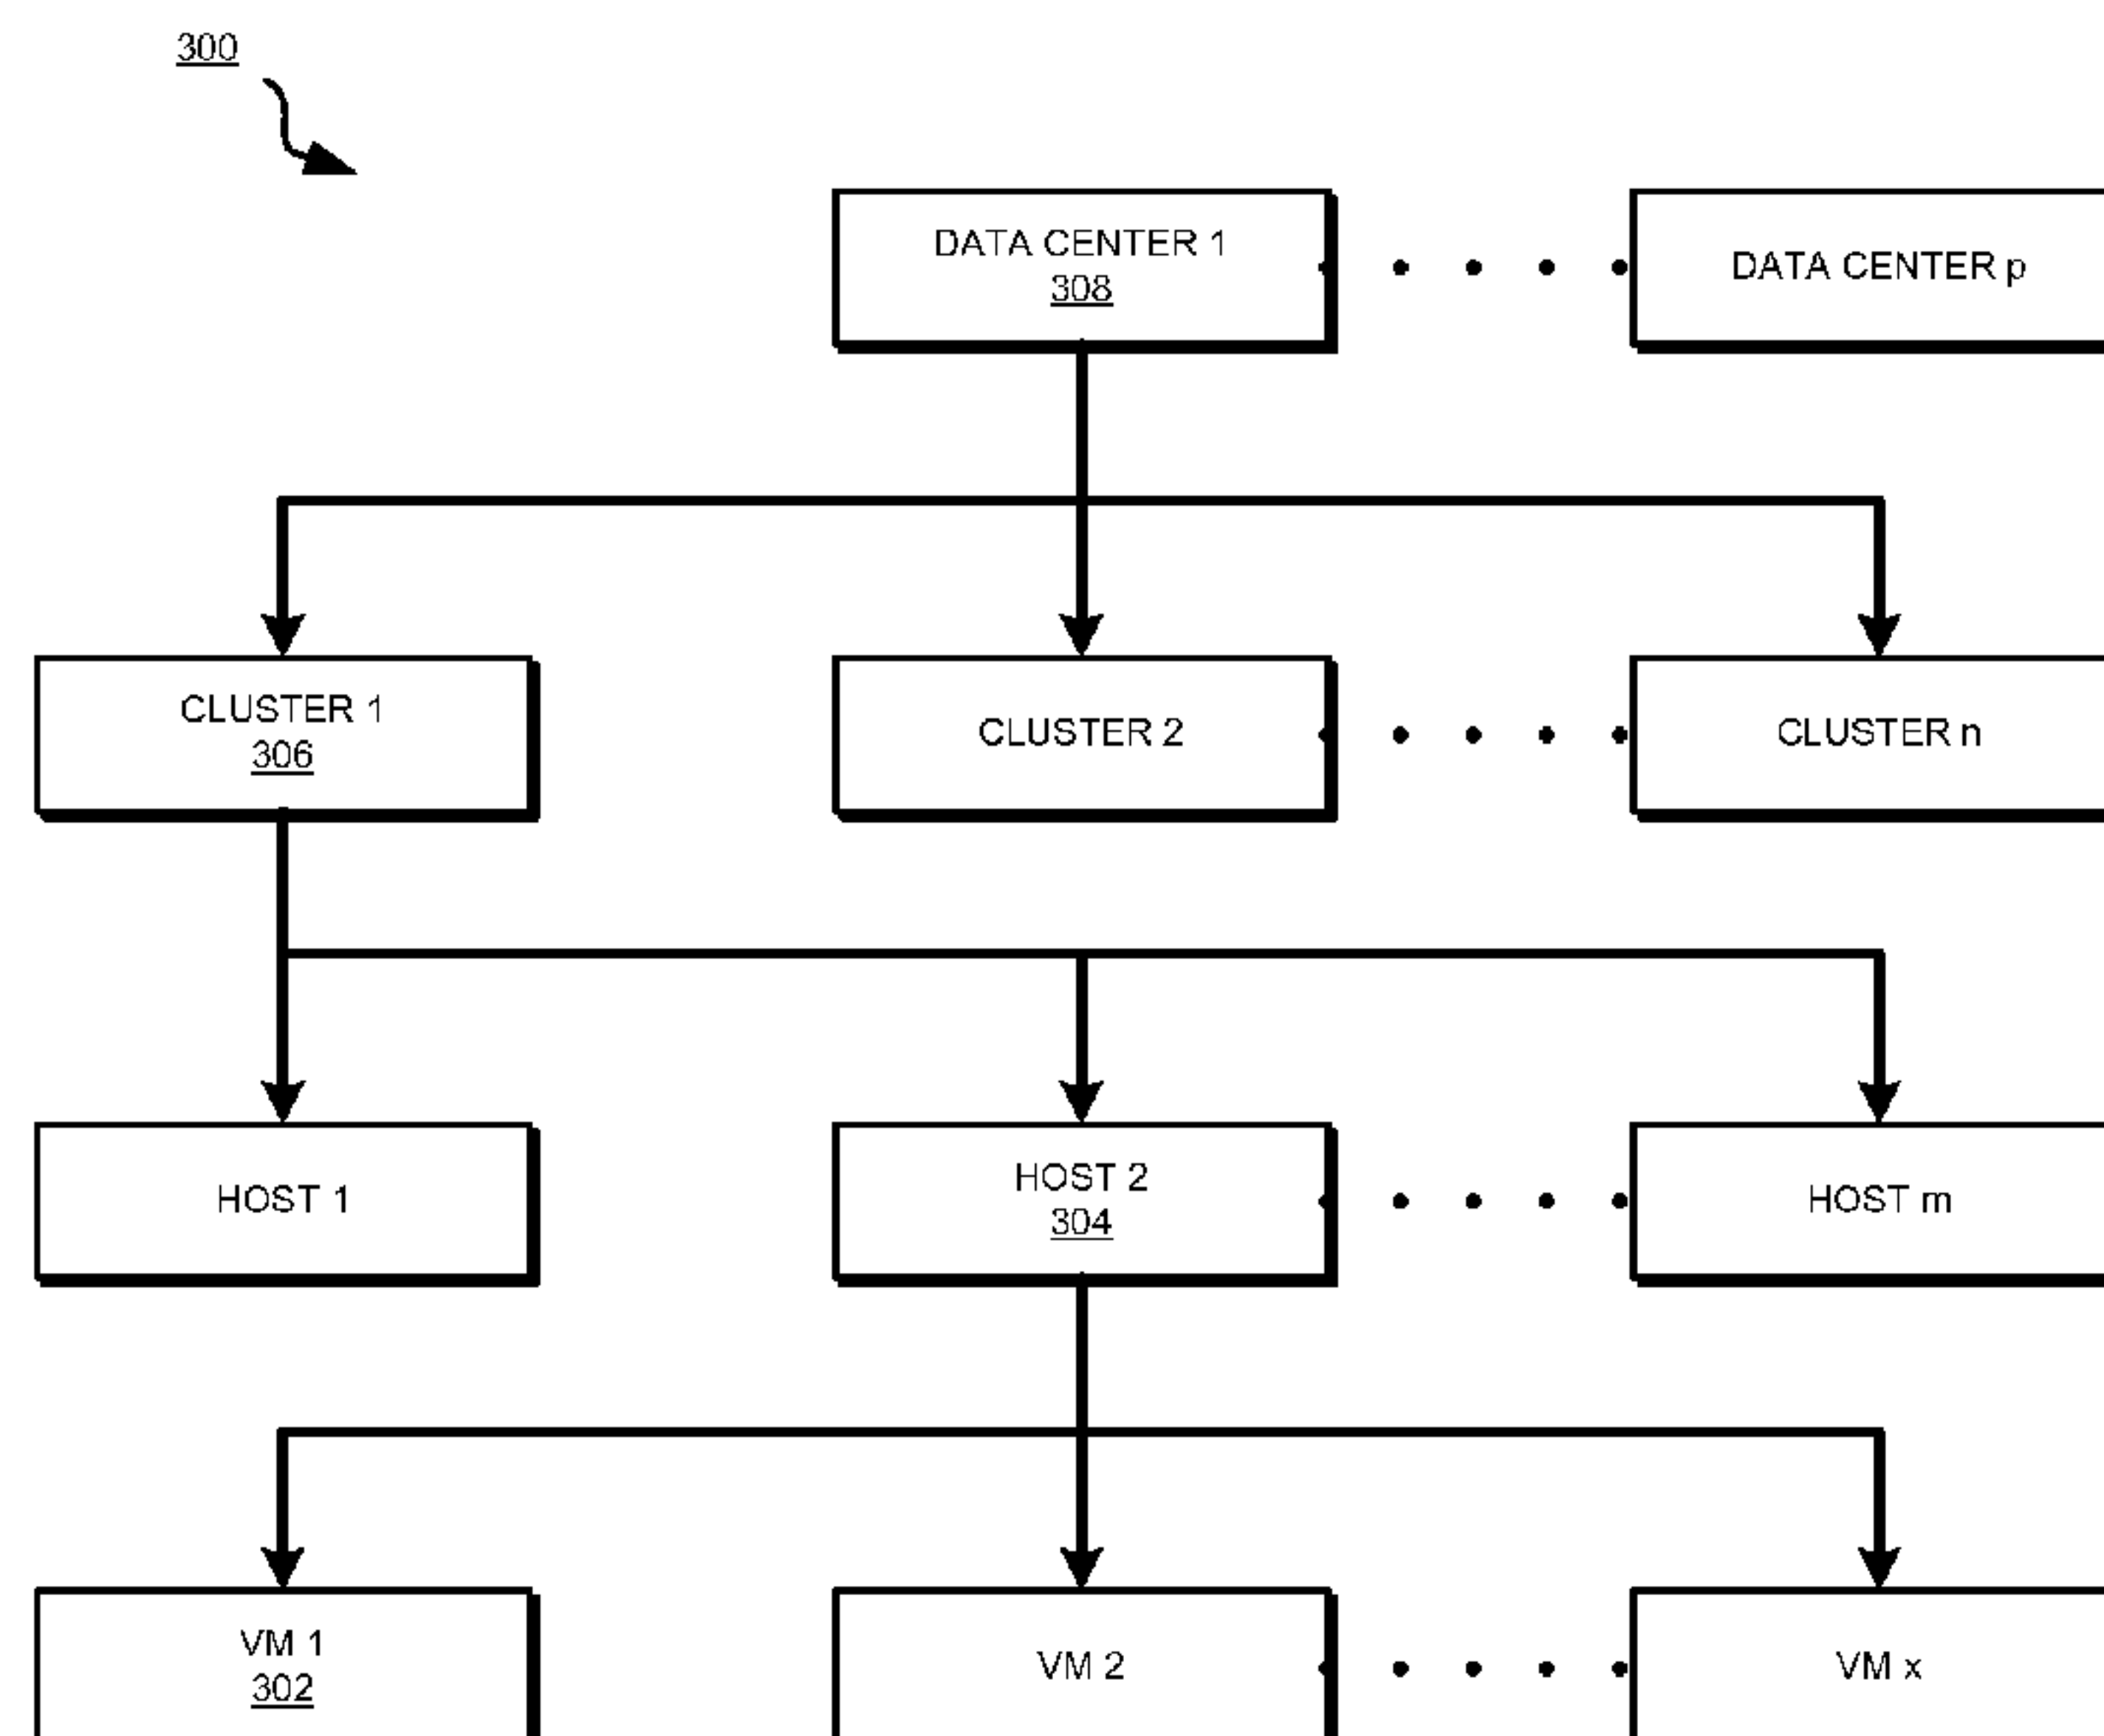 300
DATA CENTER 1
308
DATA CENTER p
CLUSTER 1
306
CLUSTER 2
CLUSTER n
HOST 1
HOST 2
304
HOST m
VM 1
302
VM 2
VM x